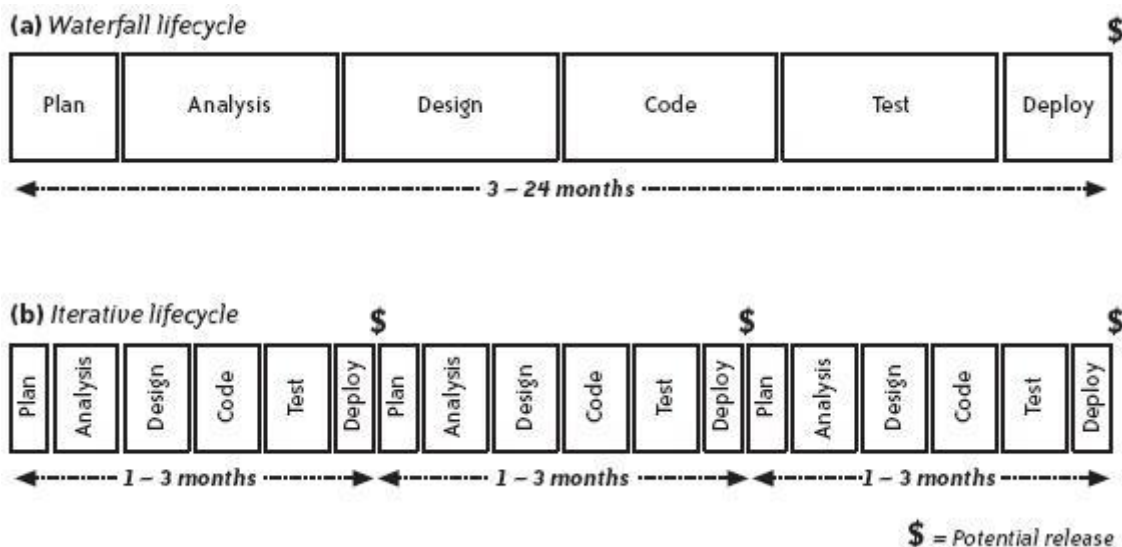 (a) Waterfall lifecycle
$
Plan Analysis Design Code Test Deploy
3 – 24 months
(b) Iterative lifecycle
$ $ $
Plan Analysis Design Code Test Deploy Plan Analysis Design Code Test Deploy Plan Analysis Design Code Test Deploy
1 – 3 months 1 – 3 months 1 – 3 months
$ = Potential release